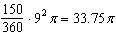 150/360 · 9² π = 33.75 π